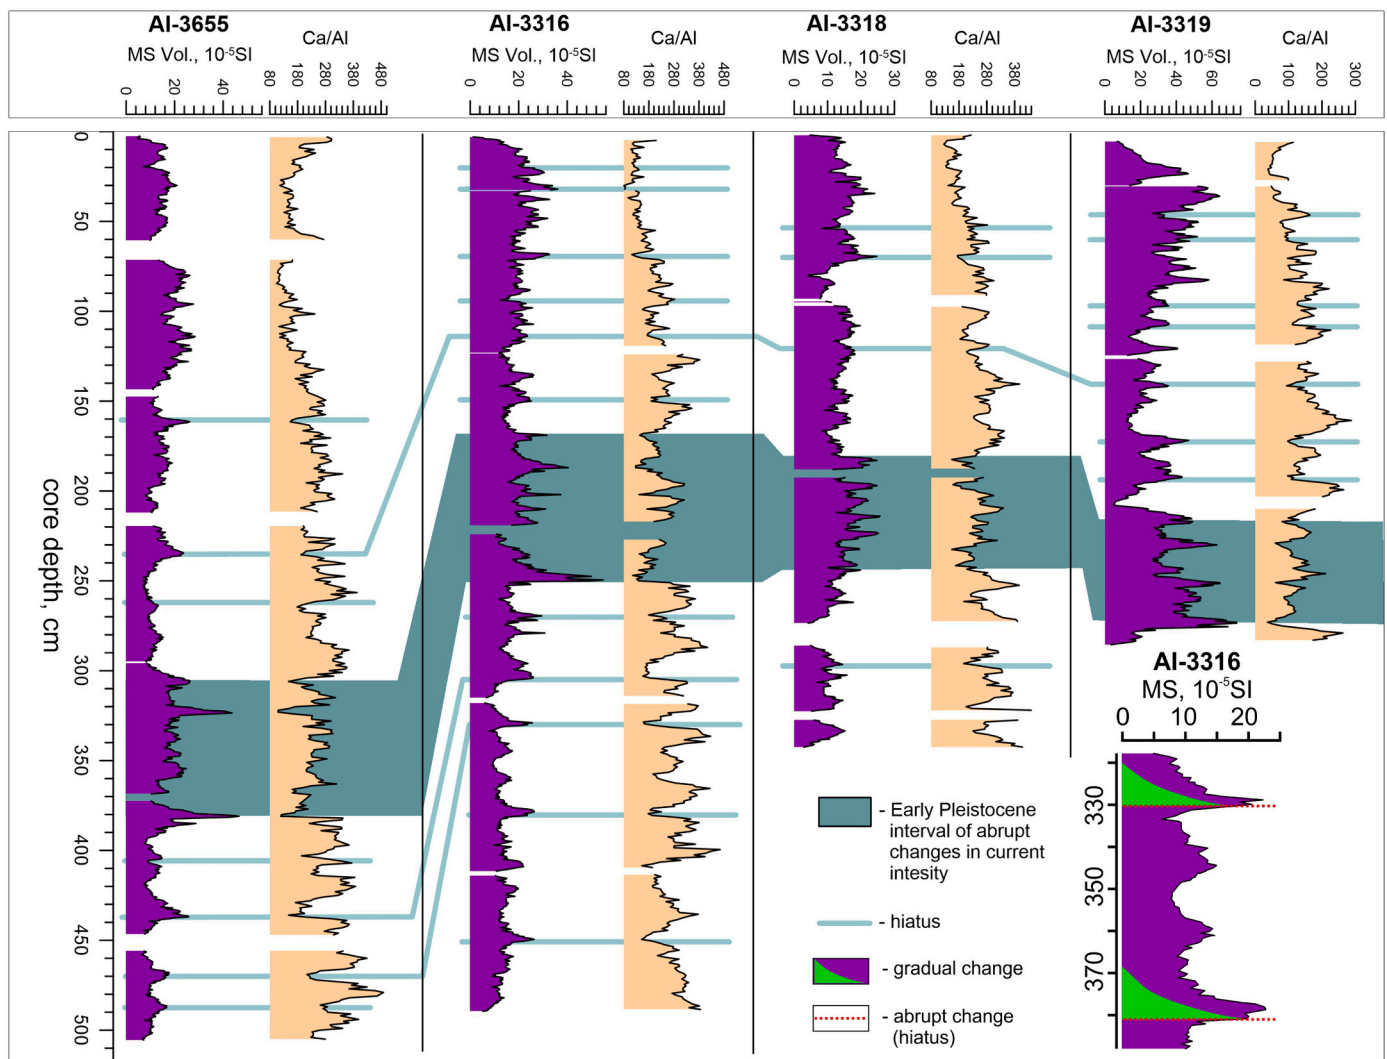 AI-3655
MS Vol., 10⁻⁵SI
Ca/Al
0 20 40
80 180 280 380 480
AI-3316
MS Vol., 10⁻⁵SI
Ca/Al
0 20 40
80 180 280 380 480
AI-3318
MS Vol., 10⁻⁵SI
Ca/Al
0 10 20 30
80 180 280 380
AI-3319
MS Vol., 10⁻⁵SI
Ca/Al
0 20 40 60
0 100 200 300
core depth, cm
0
50
100
150
200
250
300
350
400
450
500
AI-3316
MS, 10⁻⁵SI
0 10 20
330
350
370
- Early Pleistocene
interval of abrupt
changes in current
intesity
- hiatus
- gradual change
- abrupt change
(hiatus)